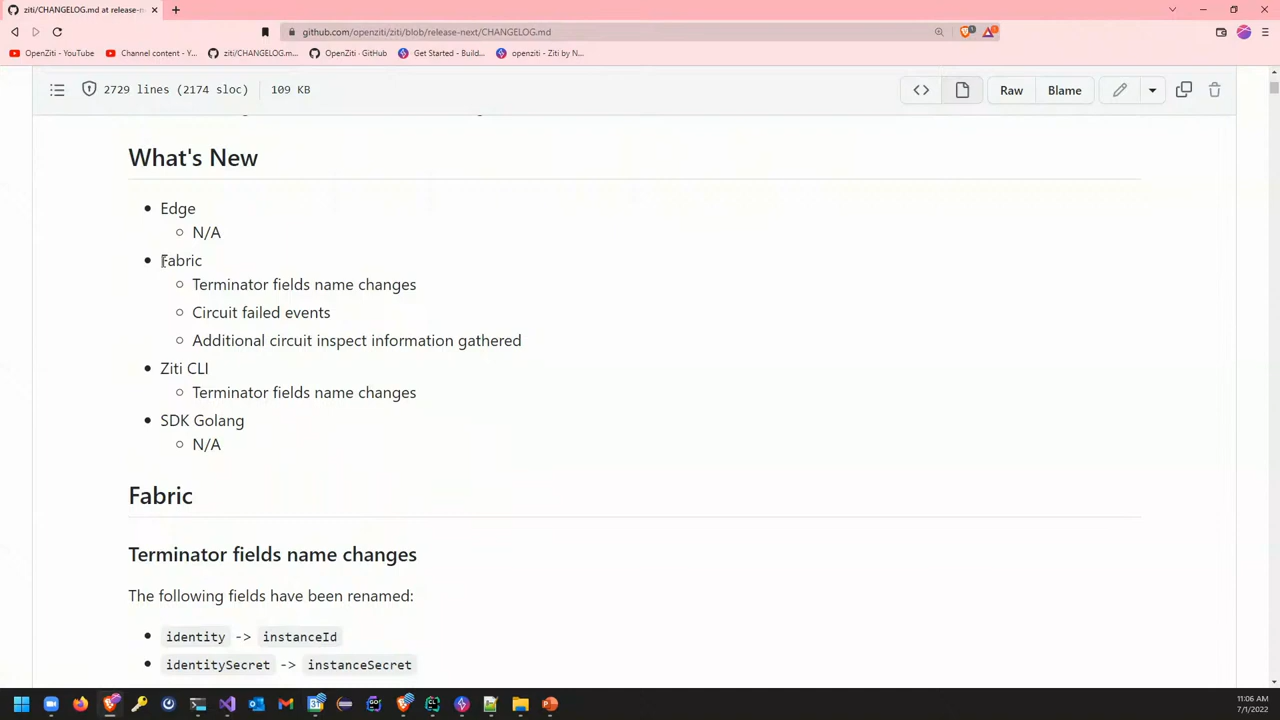 ziti/CHANGELOG.md at release-n
github.com/openziti/ziti/blob/release-next/CHANGELOG.md
OpenZiti - YouTube
Channel content - Y...
ziti/CHANGELOG.m...
OpenZiti · GitHub
Get Started - Build...
openziti - Ziti by N...
2729 lines (2174 sloc)
109 KB
Raw
Blame
What's New
Edge
N/A
Fabric
Terminator fields name changes
Circuit failed events
Additional circuit inspect information gathered
Ziti CLI
Terminator fields name changes
SDK Golang
N/A
Fabric
Terminator fields name changes
The following fields have been renamed:
identity -> instanceId
identitySecret -> instanceSecret
11:06 AM
7/1/2022